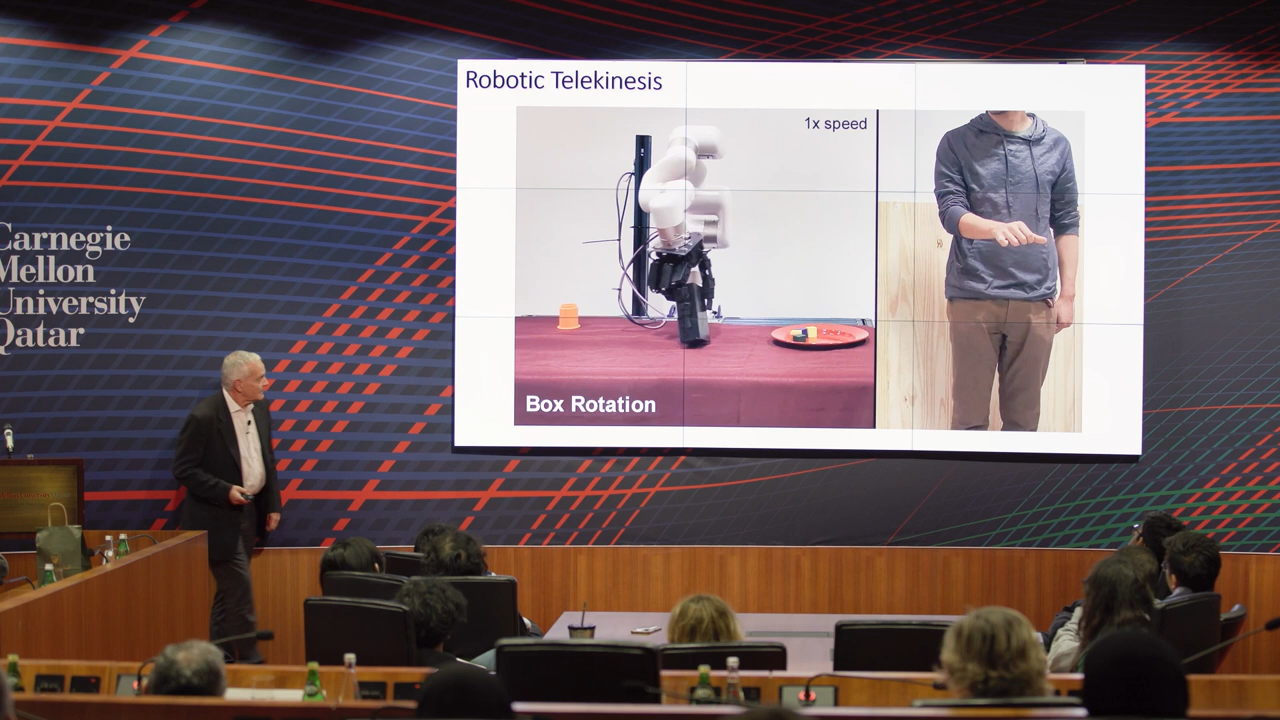 Robotic Telekinesis
1x speed
Box Rotation
Carnegie
Mellon
University
Qatar